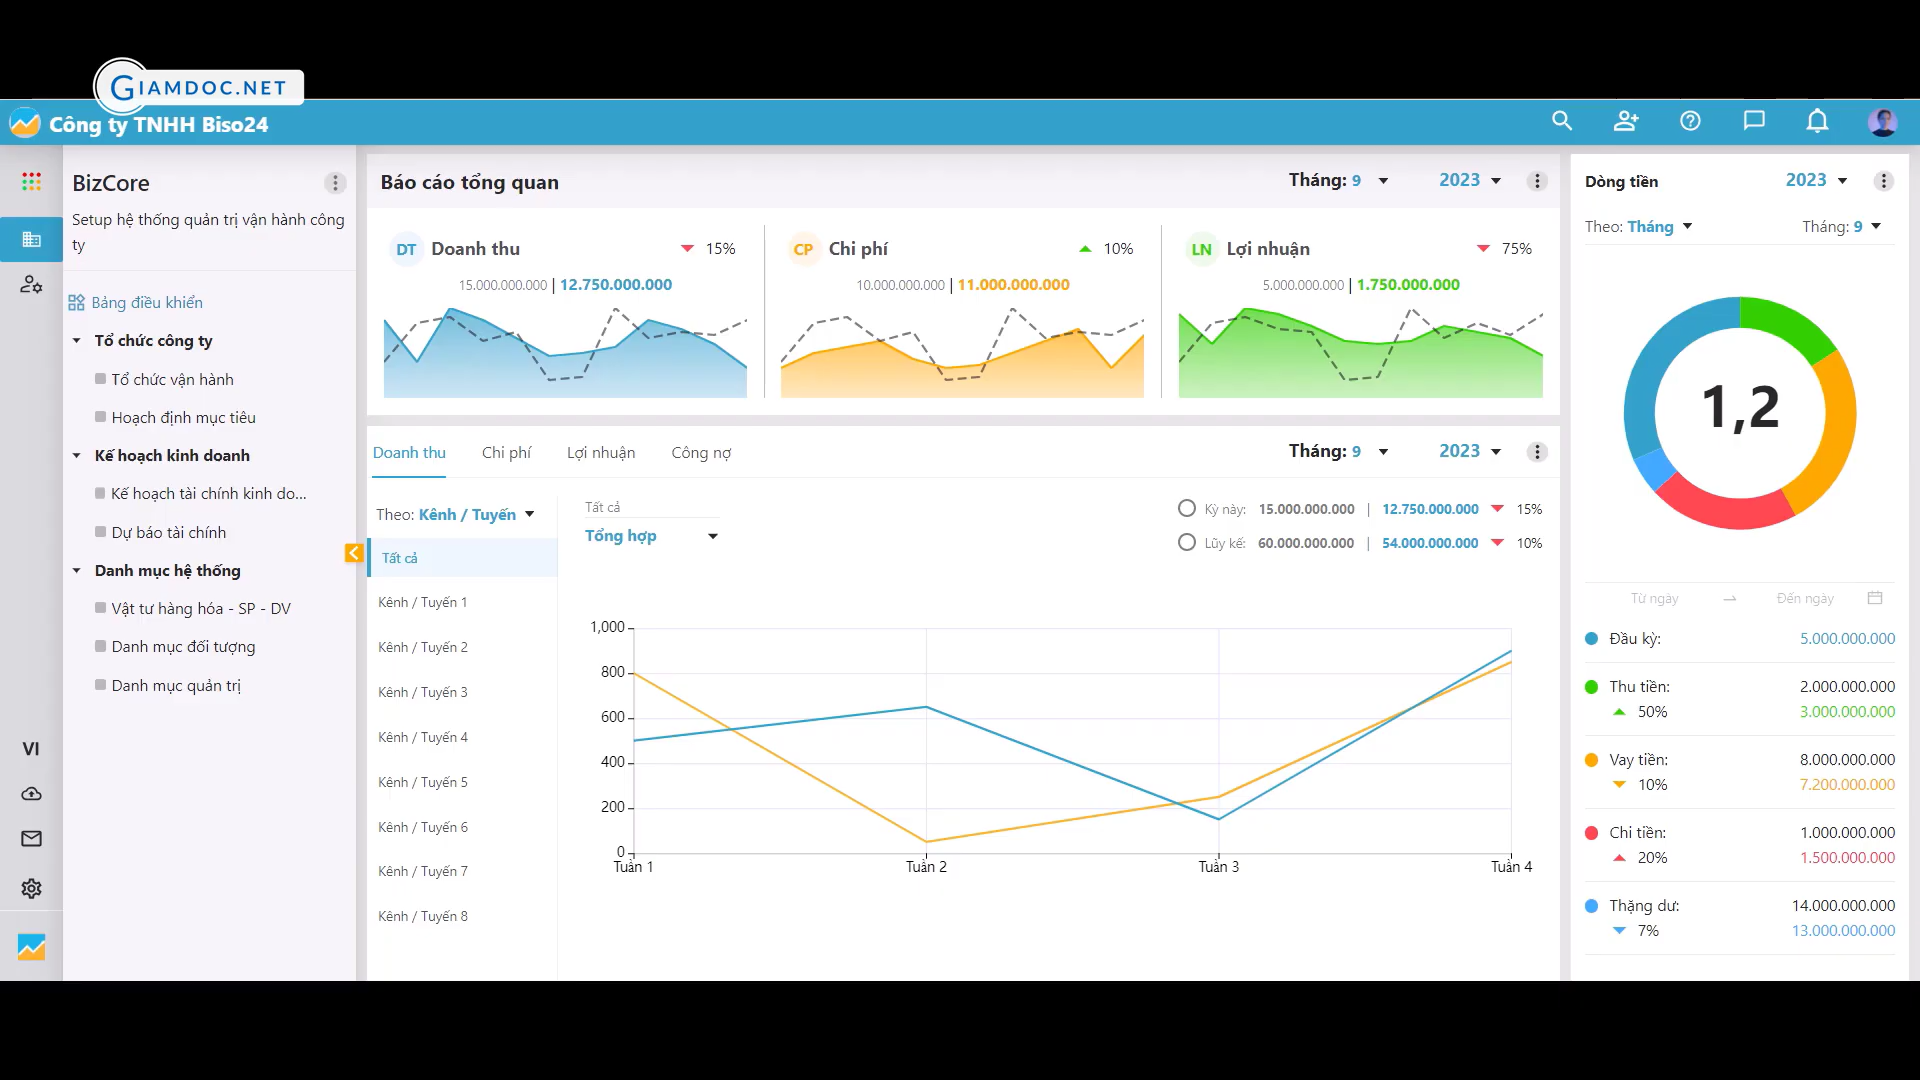 GIAMDOC.NET
Công ty TNHH Biso24
BizCore
Setup hệ thống quản trị vận hành công
ty
Bảng điều khiển
Tổ chức công ty
Tổ chức vận hành
Hoạch định mục tiêu
Kế hoạch kinh doanh
Kế hoạch tài chính kinh do...
Dự báo tài chính
Danh mục hệ thống
Vật tư hàng hóa - SP - DV
Danh mục đối tượng
Danh mục quản trị
VI
Báo cáo tổng quan
Tháng: 9
2023
DT Doanh thu 15%
15.000.000.000 | 12.750.000.000
CP Chi phí 10%
10.000.000.000 | 11.000.000.000
LN Lợi nhuận 75%
5.000.000.000 | 1.750.000.000
Doanh thu Chi phí Lợi nhuận Công nợ
Tháng: 9
2023
Theo: Kênh / Tuyến
Tất cả
Kênh / Tuyến 1
Kênh / Tuyến 2
Kênh / Tuyến 3
Kênh / Tuyến 4
Kênh / Tuyến 5
Kênh / Tuyến 6
Kênh / Tuyến 7
Kênh / Tuyến 8
Tất cả
Tổng hợp
Kỳ này: 15.000.000.000 | 12.750.000.000 15%
Lũy kế: 60.000.000.000 | 54.000.000.000 10%
1,000
800
600
400
200
0
Tuần 1 Tuần 2 Tuần 3 Tuần 4
Dòng tiền
2023
Theo: Tháng
Tháng: 9
1,2
Từ ngày Đến ngày
Đầu kỳ: 5.000.000.000
Thu tiền: 2.000.000.000
50% 3.000.000.000
Vay tiền: 8.000.000.000
10% 7.200.000.000
Chi tiền: 1.000.000.000
20% 1.500.000.000
Thặng dư: 14.000.000.000
7% 13.000.000.000